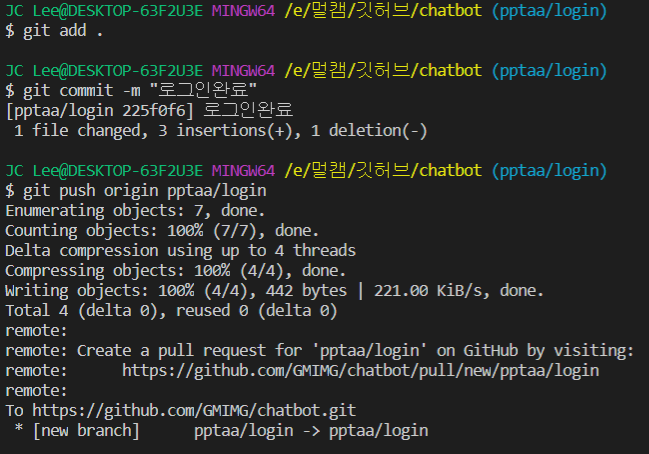 JC Lee@DESKTOP-63F2U3E MINGW64 /e/멀캠/깃허브/chatbot (pptaa/login)
$ git add .
JC Lee@DESKTOP-63F2U3E MINGW64 /e/멀캠/깃허브/chatbot (pptaa/login)
$ git commit -m "로그인완료"
[pptaa/login 225f0f6] 로그인완료
 1 file changed, 3 insertions(+), 1 deletion(-)
JC Lee@DESKTOP-63F2U3E MINGW64 /e/멀캠/깃허브/chatbot (pptaa/login)
$ git push origin pptaa/login
Enumerating objects: 7, done.
Counting objects: 100% (7/7), done.
Delta compression using up to 4 threads
Compressing objects: 100% (4/4), done.
Writing objects: 100% (4/4), 442 bytes | 221.00 KiB/s, done.
Total 4 (delta 0), reused 0 (delta 0)
remote:
remote: Create a pull request for 'pptaa/login' on GitHub by visiting:
remote:      https://github.com/GMIMG/chatbot/pull/new/pptaa/login
remote:
To https://github.com/GMIMG/chatbot.git
 * [new branch]      pptaa/login -> pptaa/login